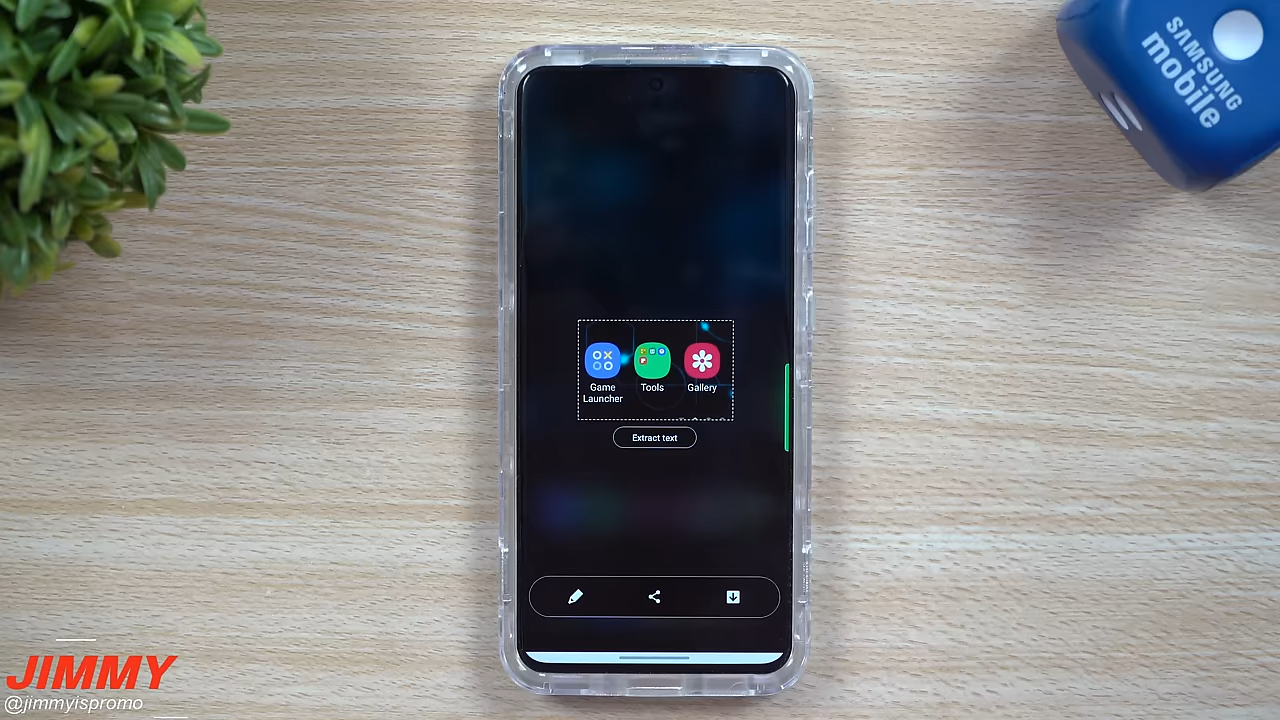 SAMSUNG
mobile
Game
Launcher
Tools
Gallery
Extract text
JIMMY
@jimmyispromo